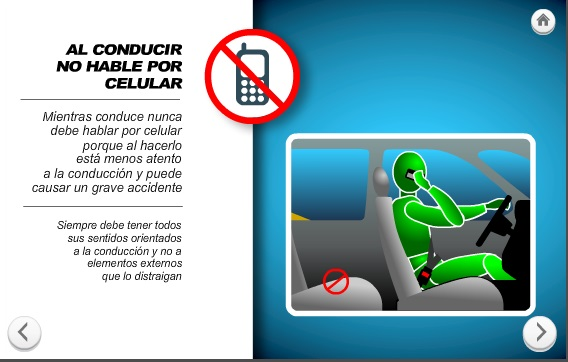 AL CONDUCIR
NO HABLE POR
CELULAR
Mientras conduce nunca
debe hablar por celular
porque al hacerlo
está menos atento
a la conducción y puede
causar un grave accidente
Siempre debe tener todos
sus sentidos orientados
a la conducción y no a
elementos externos
que lo distraigan